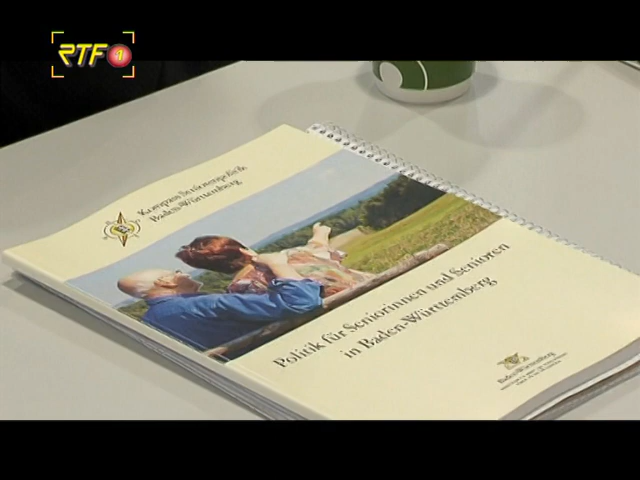 RTF 1
Kompass Seniorenpolitik
Baden-Württemberg
Politik für Seniorinnen und Senioren
in Baden-Württemberg
Baden-Württemberg